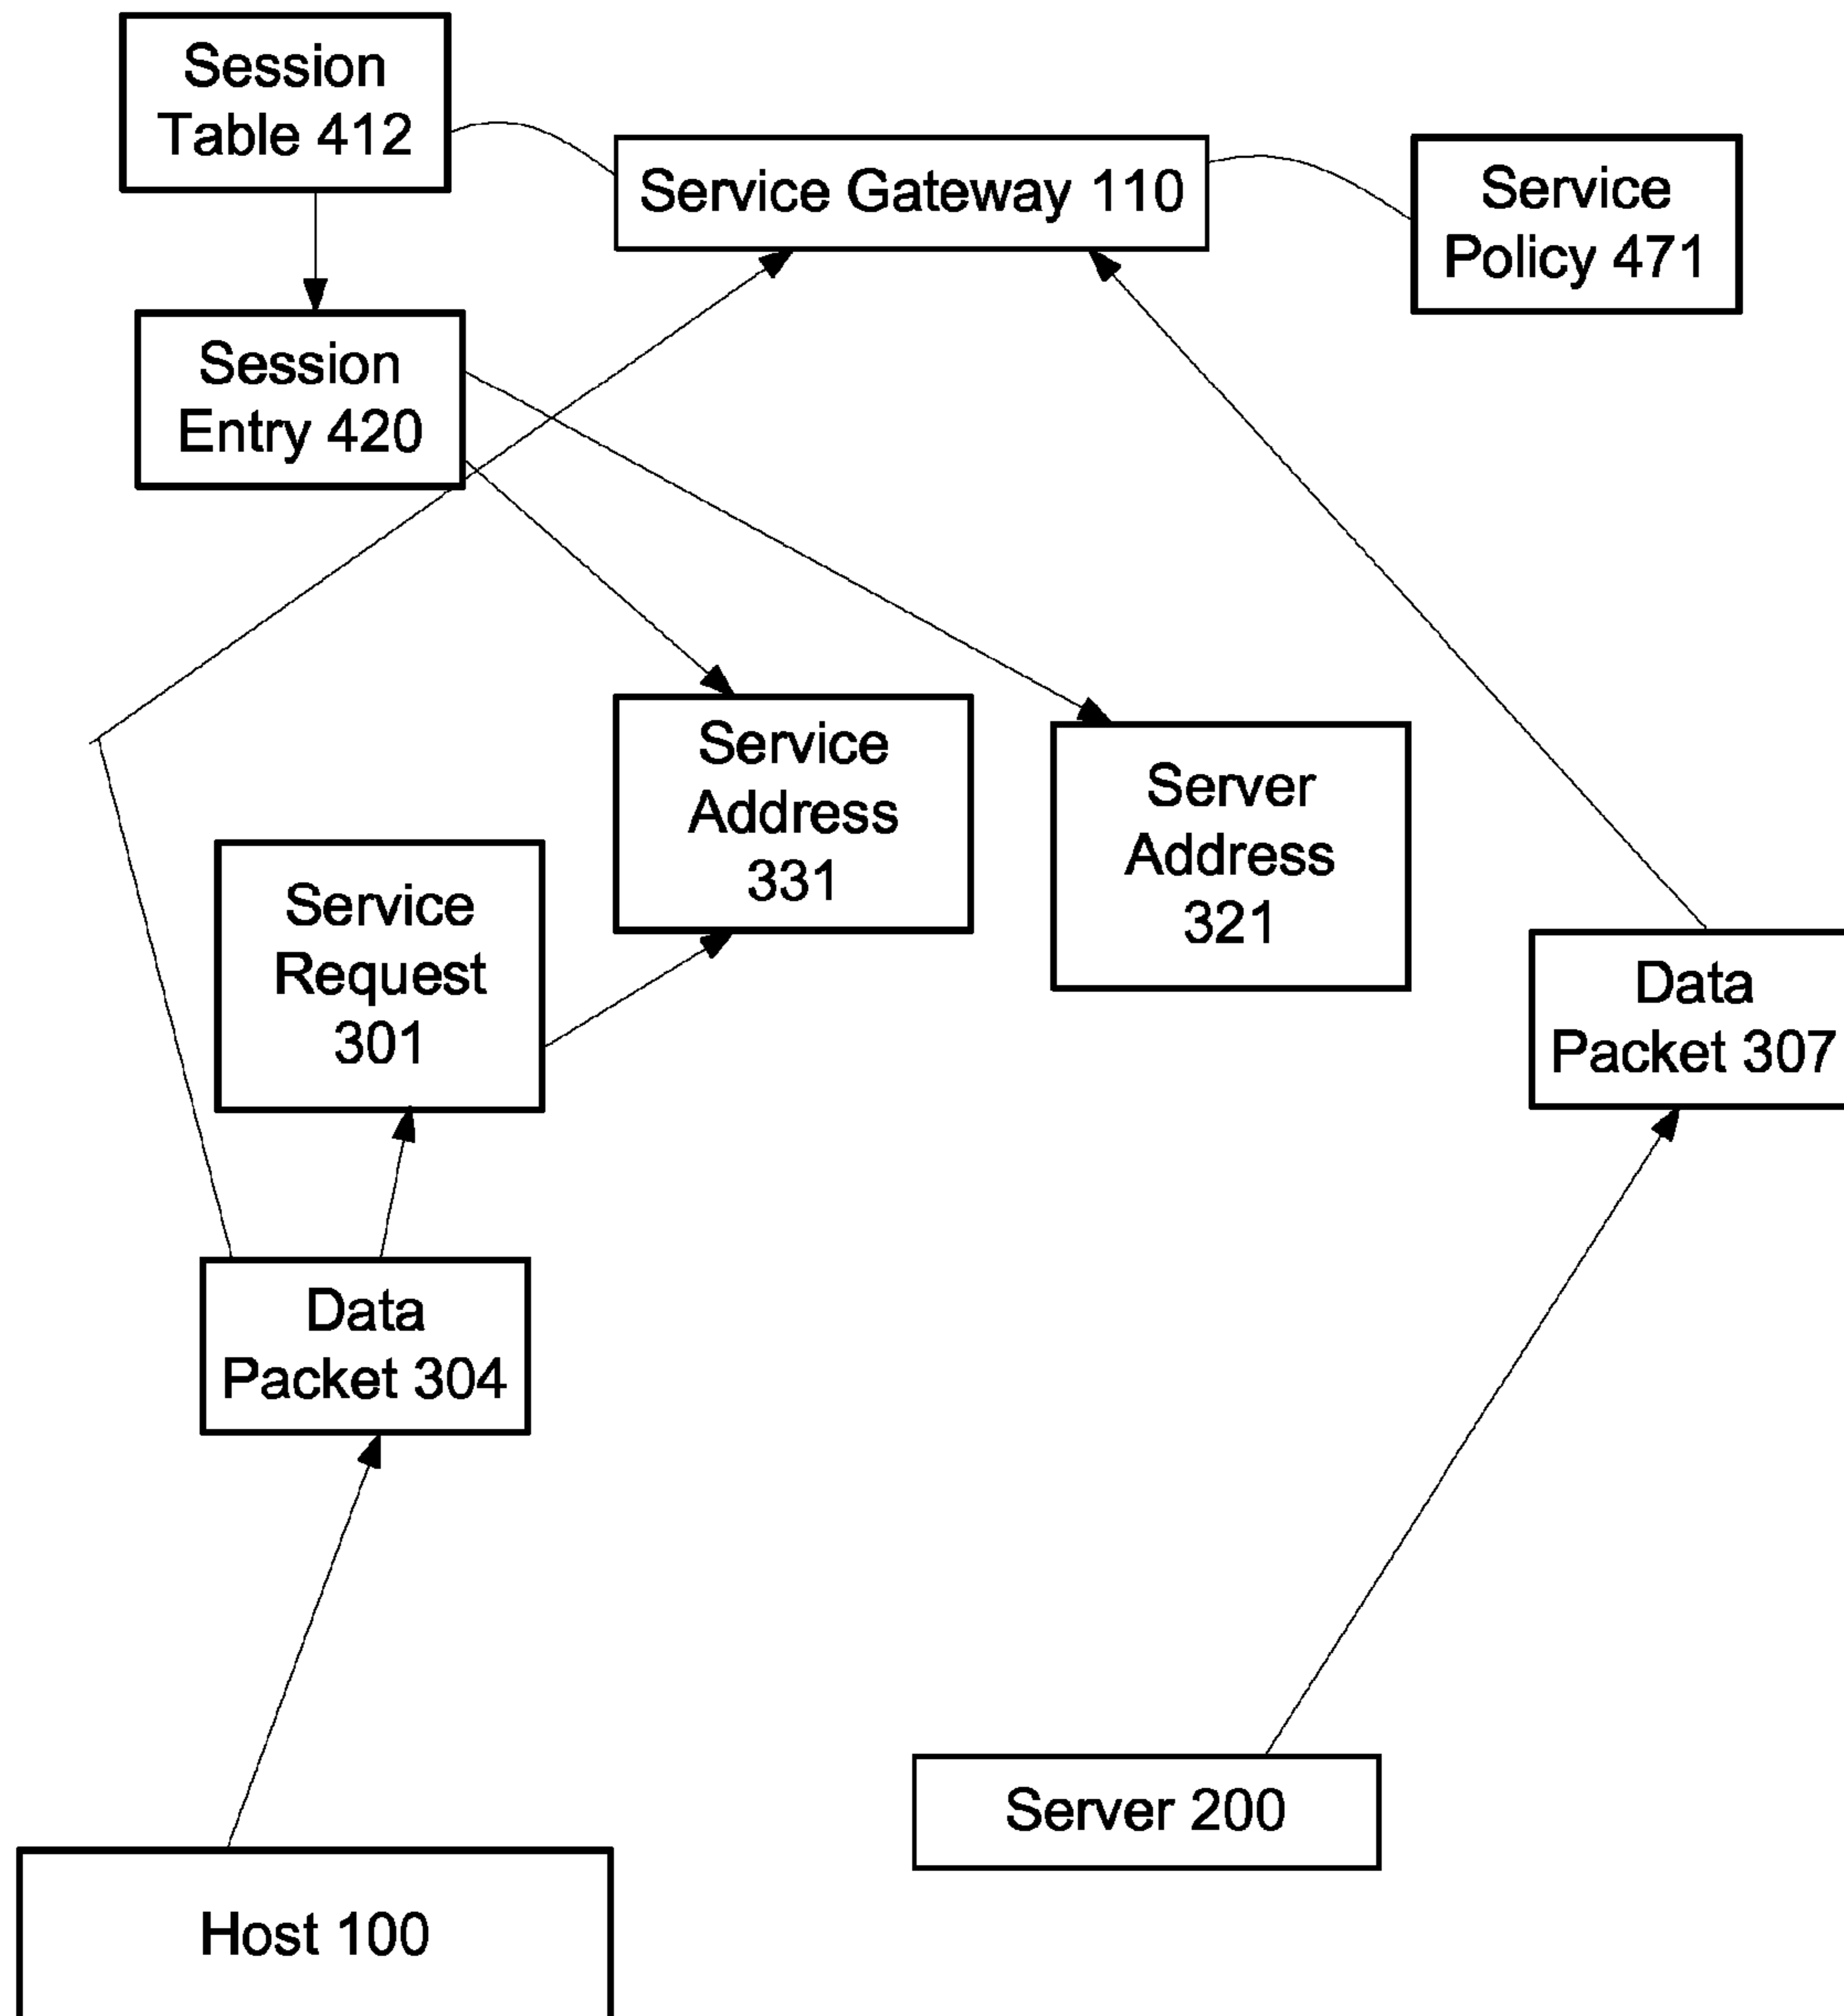 Session
Table 412
Service Gateway 110
Service
Policy 471
Session
Entry 420
Service
Address
331
Server
Address
321
Service
Request
301
Data
Packet 307
Data
Packet 304
Server 200
Host 100